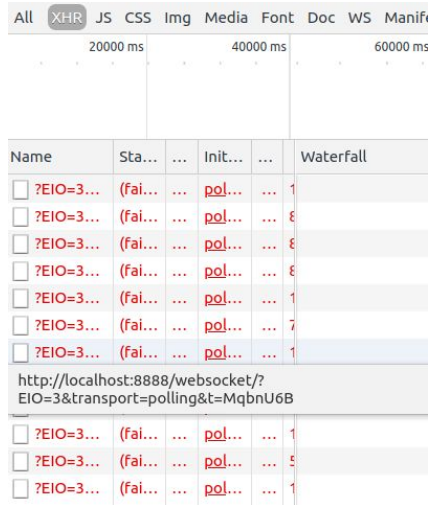 All XHR JS CSS Img Media Font Doc WS Manife
20000 ms 40000 ms 60000 ms
Name Sta... ... Init... ... Waterfall
?EIO=3... (fai... ... pol... ... 1
?EIO=3... (fai... ... pol... ... 8
?EIO=3... (fai... ... pol... ... 8
?EIO=3... (fai... ... pol... ... 8
?EIO=3... (fai... ... pol... ... 1
?EIO=3... (fai... ... pol... ... 7
?EIO=3... (fai... ... pol... ... 1
http://localhost:8888/websocket/?
EIO=3&transport=polling&t=MqbnU6B
?EIO=3... (fai... ... pol... ... 1
?EIO=3... (fai... ... pol... ... 5
?EIO=3... (fai... ... pol... ... 1